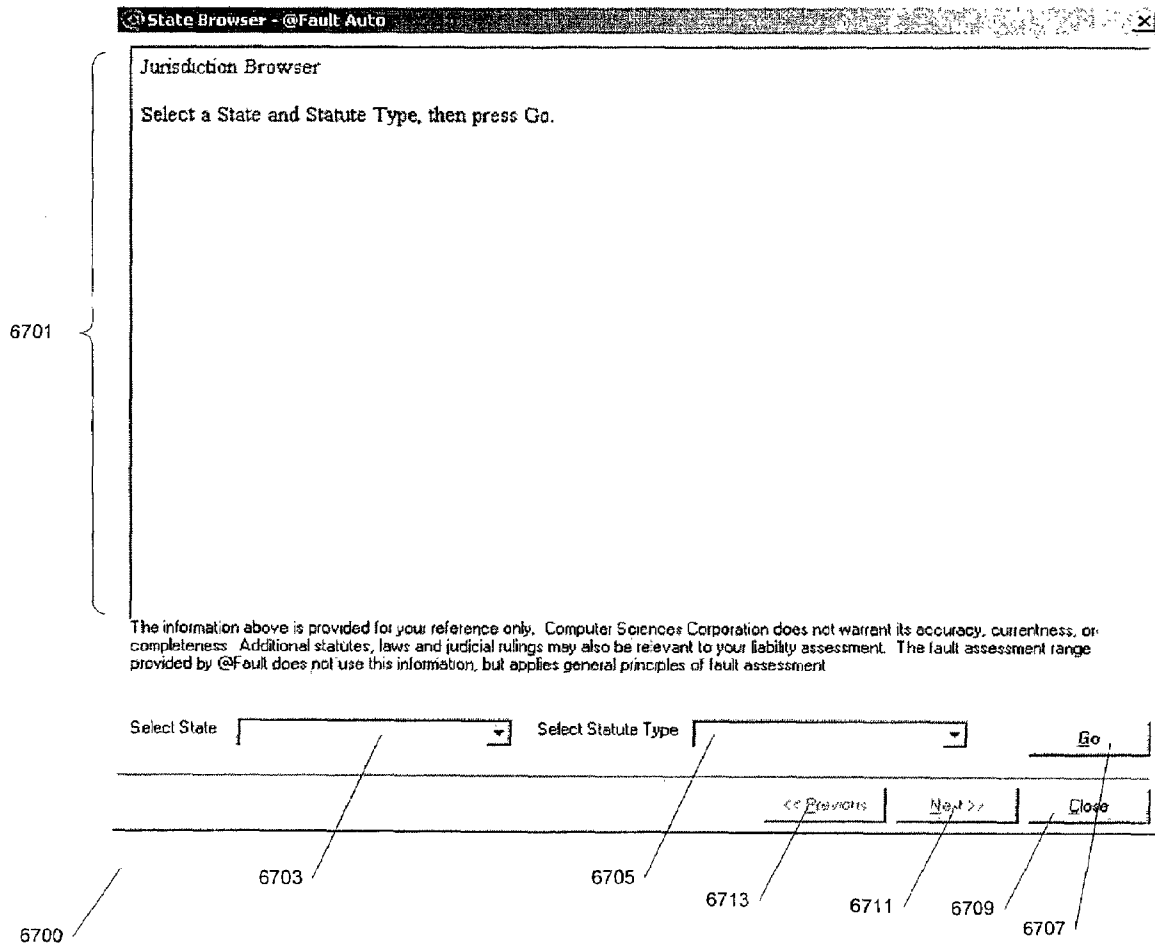 State Browser - @Fault Auto
Jurisdiction Browser
Select a State and Statute Type, then press Go.
6701
The information above is provided for your reference only. Computer Sciences Corporation does not warrant its accuracy, currentness, or
completeness Additional statutes, laws and judicial rulings may also be relevant to your liability assessment. The fault assessment range
provided by @Fault does not use this information, but applies general principles of fault assessment
Select State
Select Statute Type
Go
<< Previous
Next >>
Close
6703
6705
6713
6711
6709
6707
6700